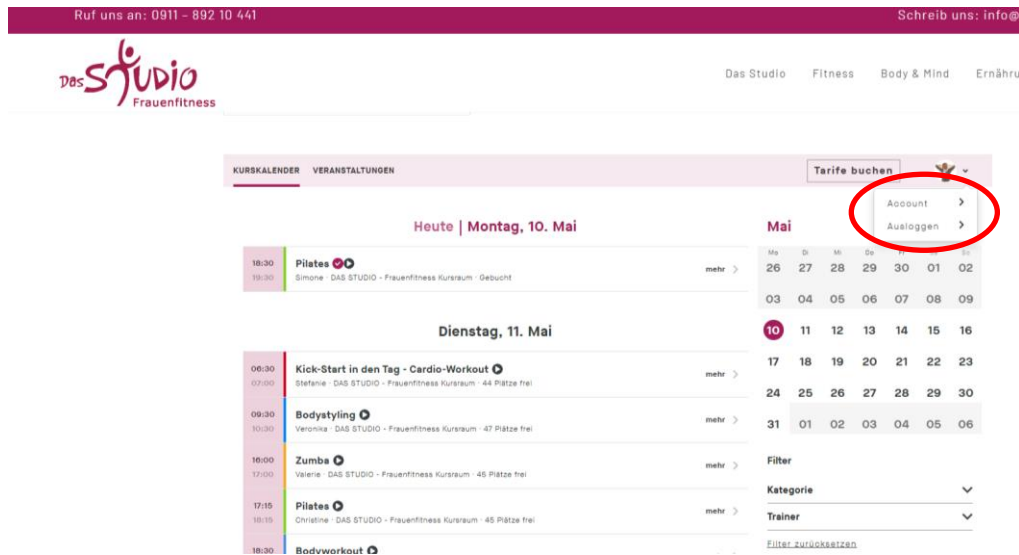 Ruf uns an: 0911 – 892 10 441
Schreib uns: info@
Das STUDIO
Frauenfitness
Das Studio Fitness Body & Mind Ernähru
KURSKALENDER VERANSTALTUNGEN
Tarife buchen
Account
Ausloggen
Heute | Montag, 10. Mai
18:30 Pilates mehr
19:30 Simone · DAS STUDIO - Frauenfitness Kursraum · Gebucht
Dienstag, 11. Mai
06:30 Kick-Start in den Tag - Cardio-Workout mehr
07:00 Stefanie · DAS STUDIO - Frauenfitness Kursraum · 44 Plätze frei
09:30 Bodystyling mehr
10:30 Veronika · DAS STUDIO - Frauenfitness Kursraum · 47 Plätze frei
16:00 Zumba mehr
17:00 Valerie · DAS STUDIO - Frauenfitness Kursraum · 45 Plätze frei
17:15 Pilates mehr
18:15 Christine · DAS STUDIO - Frauenfitness Kursraum · 45 Plätze frei
18:30 Bodyworkout
Mai
Mo Di Mi Do
26 27 28 29 30 01 02
03 04 05 06 07 08 09
10 11 12 13 14 15 16
17 18 19 20 21 22 23
24 25 26 27 28 29 30
31 01 02 03 04 05 06
Filter
Kategorie
Trainer
Filter zurücksetzen